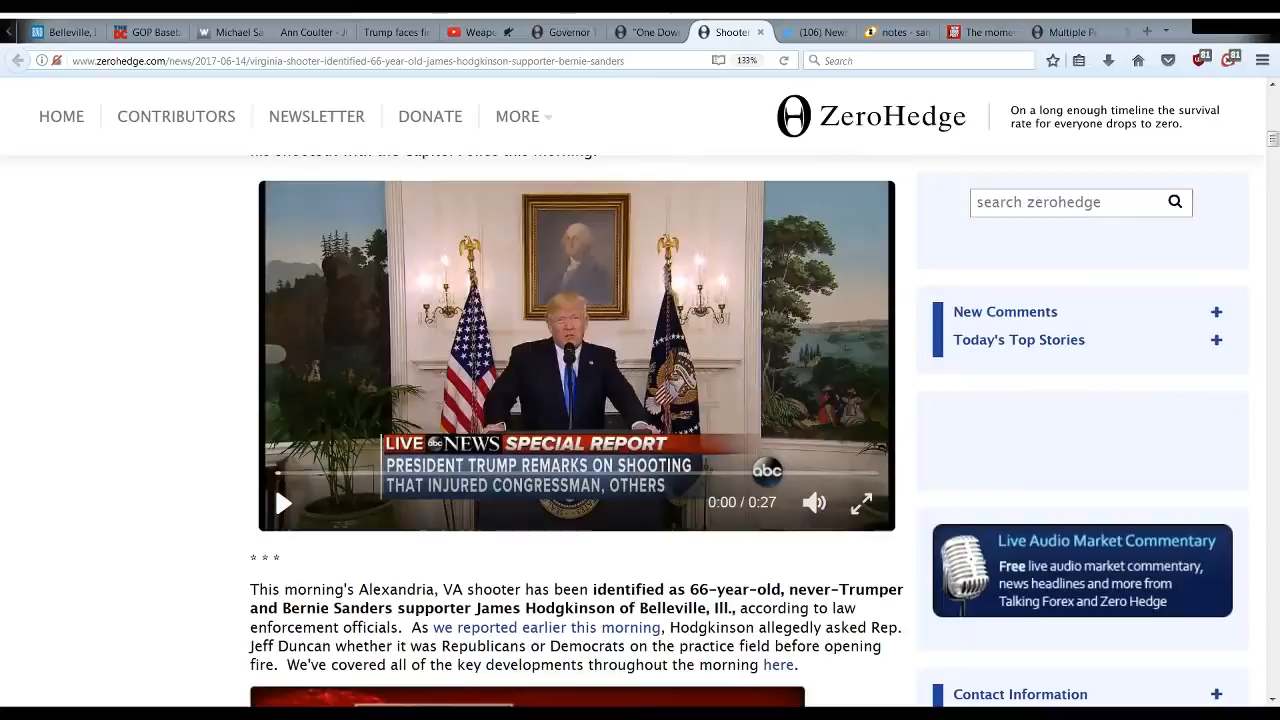 Belleville, I
GOP Baseb
Michael Sa
Ann Coulter - J
Trump faces fir
Weapo
Governor T
"One Dow
Shooter
(106) New
notes - san
The mome
Multiple P
www.zerohedge.com/news/2017-06-14/virginia-shooter-identified-66-year-old-james-hodgkinson-supporter-bernie-sanders
133%
Search
81
81
HOME
CONTRIBUTORS
NEWSLETTER
DONATE
MORE
ZeroHedge
On a long enough timeline the survival
rate for everyone drops to zero.
search zerohedge
New Comments
Today's Top Stories
LIVE abc NEWS SPECIAL REPORT
PRESIDENT TRUMP REMARKS ON SHOOTING
THAT INJURED CONGRESSMAN, OTHERS
abc
0:00 / 0:27
Live Audio Market Commentary
Free live audio market commentary,
news headlines and more from
Talking Forex and Zero Hedge
* * *
This morning's Alexandria, VA shooter has been identified as 66-year-old, never-Trumper
and Bernie Sanders supporter James Hodgkinson of Belleville, Ill., according to law
enforcement officials. As we reported earlier this morning, Hodgkinson allegedly asked Rep.
Jeff Duncan whether it was Republicans or Democrats on the practice field before opening
fire. We've covered all of the key developments throughout the morning here.
Contact Information